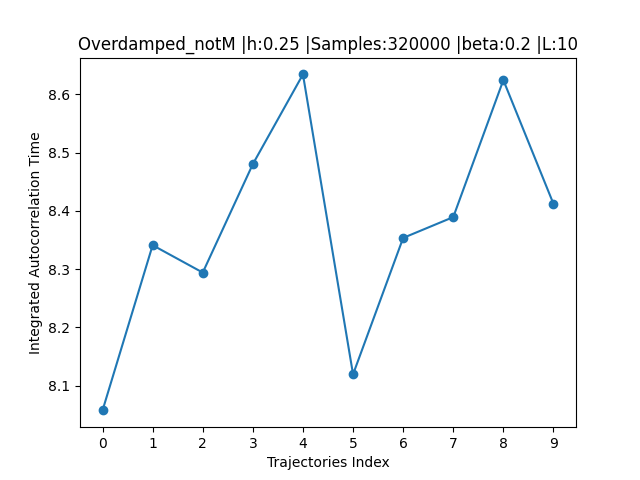 Overdamped_notM |h:0.25 |Samples:320000 |beta:0.2 |L:10
Integrated Autocorrelation Time
8.6
8.5
8.4
8.3
8.2
8.1
0 1 2 3 4 5 6 7 8 9
Trajectories Index